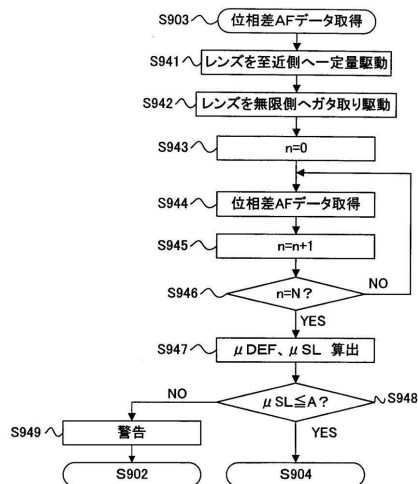 S903 位相差AFデータ取得
S941 レンズを至近側へ一定量駆動
S942 レンズを無限側へガタ取り駆動
S943 n=0
S944 位相差AFデータ取得
S945 n=n+1
S946 n=N? NO
YES
S947 μDEF、μSL 算出
NO μSL≦A? S948
S949 警告 YES
S902 S904